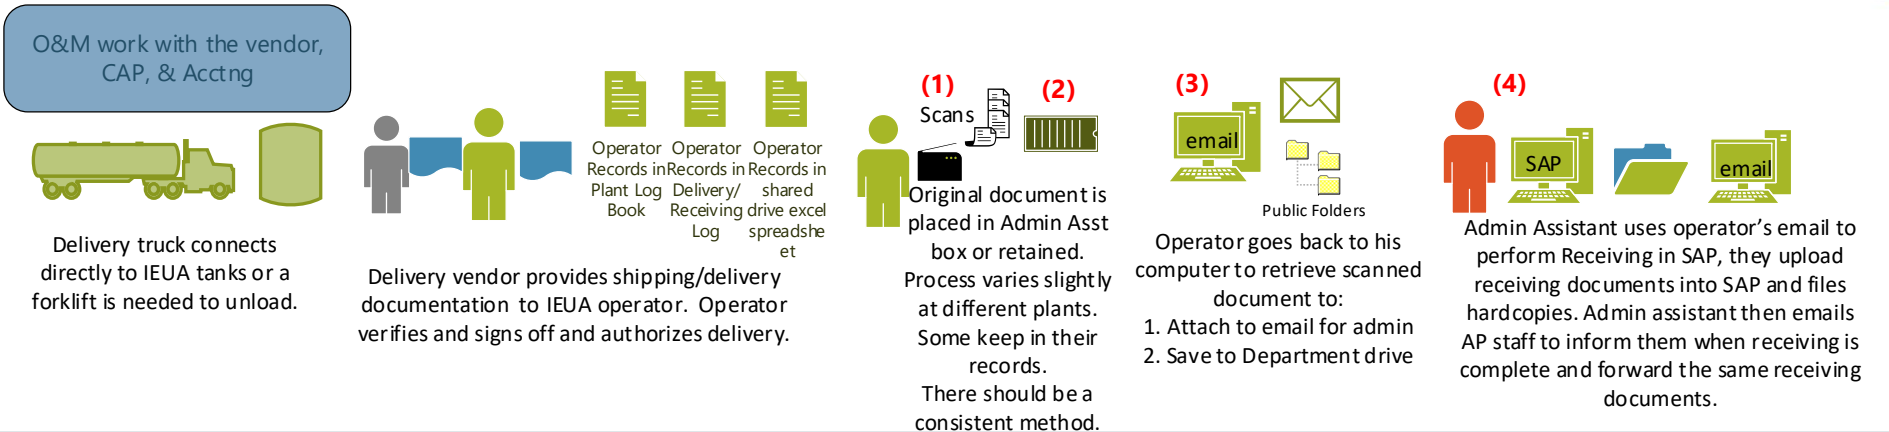 O&M work with the vendor,
CAP, & Acctng
Delivery truck connects
directly to IEUA tanks or a
forklift is needed to unload.
Operator
Records in
Plant Log
Book
Operator
Records in
Delivery/
Receiving
Log
Operator
Records in
shared
drive excel
spreadshe
et
Delivery vendor provides shipping/delivery
documentation to IEUA operator. Operator
verifies and signs off and authorizes delivery.
(1)
Scans
(2)
Original document is
placed in Admin Asst
box or retained.
Process varies slightly
at different plants.
Some keep in their
records.
There should be a
consistent method.
(3)
email
Public Folders
Operator goes back to his
computer to retrieve scanned
document to:
1. Attach to email for admin
2. Save to Department drive
(4)
SAP
email
Admin Assistant uses operator’s email to
perform Receiving in SAP, they upload
receiving documents into SAP and files
hardcopies. Admin assistant then emails
AP staff to inform them when receiving is
complete and forward the same receiving
documents.